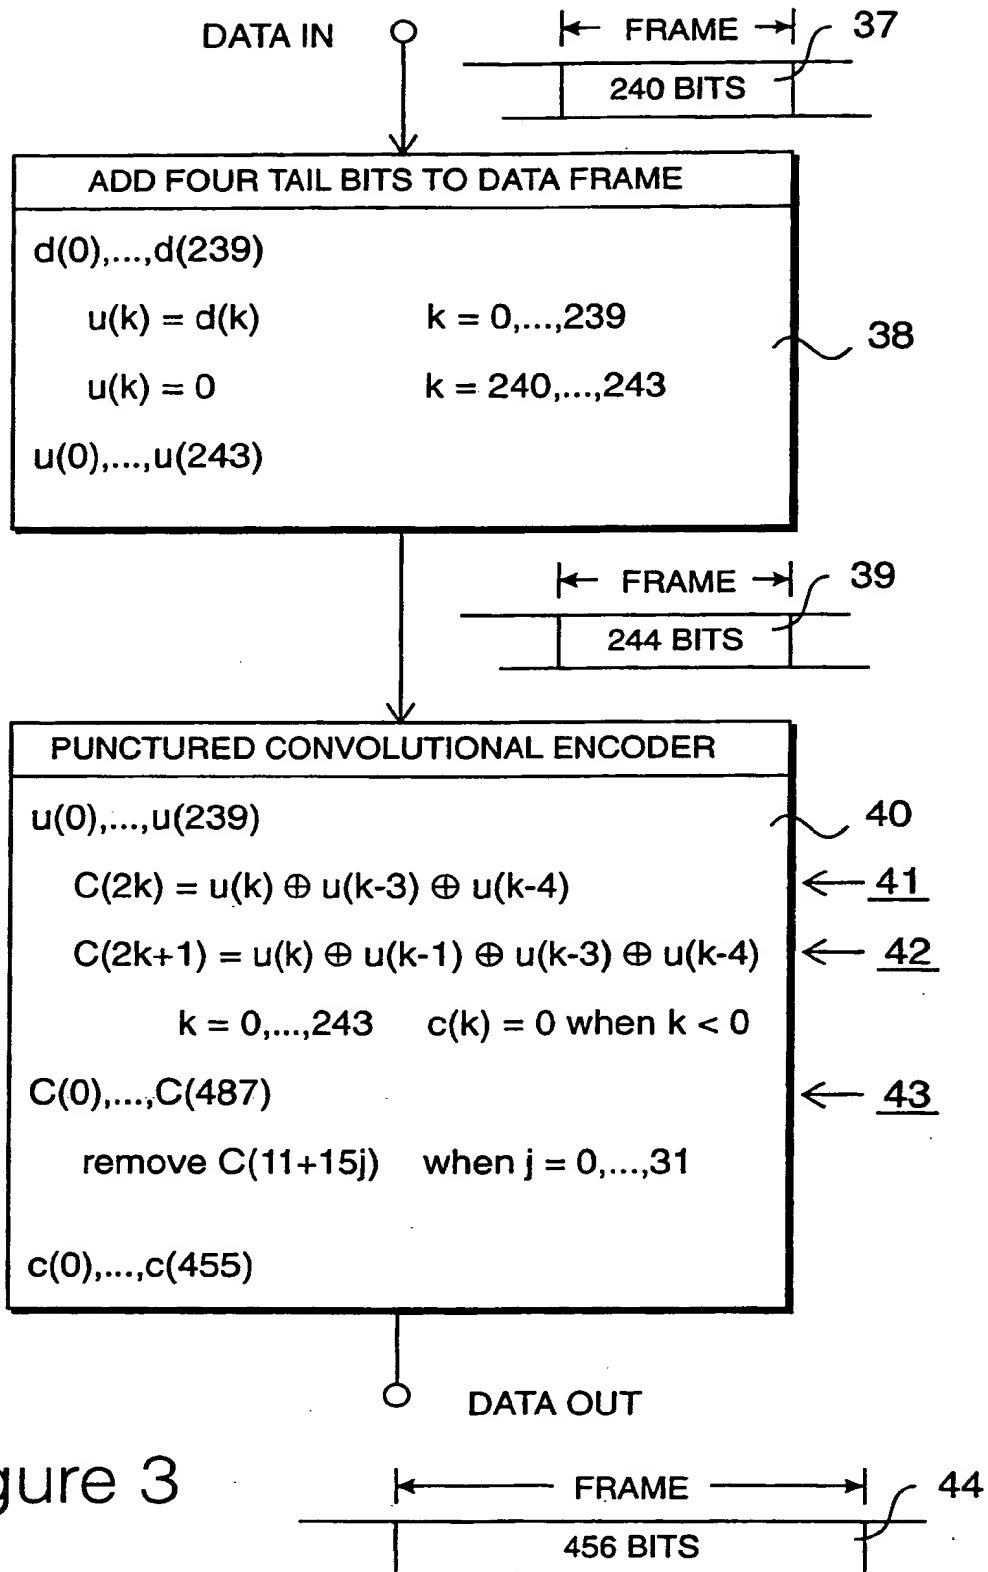 DATA IN
FRAME
37
240 BITS
ADD FOUR TAIL BITS TO DATA FRAME
d(0),...,d(239)
u(k) = d(k) k = 0,...,239
38
u(k) = 0 k = 240,...,243
u(0),...,u(243)
FRAME
39
244 BITS
PUNCTURED CONVOLUTIONAL ENCODER
u(0),...,u(239)
40
C(2k) = u(k) ⊕ u(k-3) ⊕ u(k-4)
41
C(2k+1) = u(k) ⊕ u(k-1) ⊕ u(k-3) ⊕ u(k-4)
42
k = 0,...,243 c(k) = 0 when k < 0
C(0),...,C(487)
43
remove C(11+15j) when j = 0,...,31
c(0),...,c(455)
DATA OUT
gure 3
FRAME
44
456 BITS